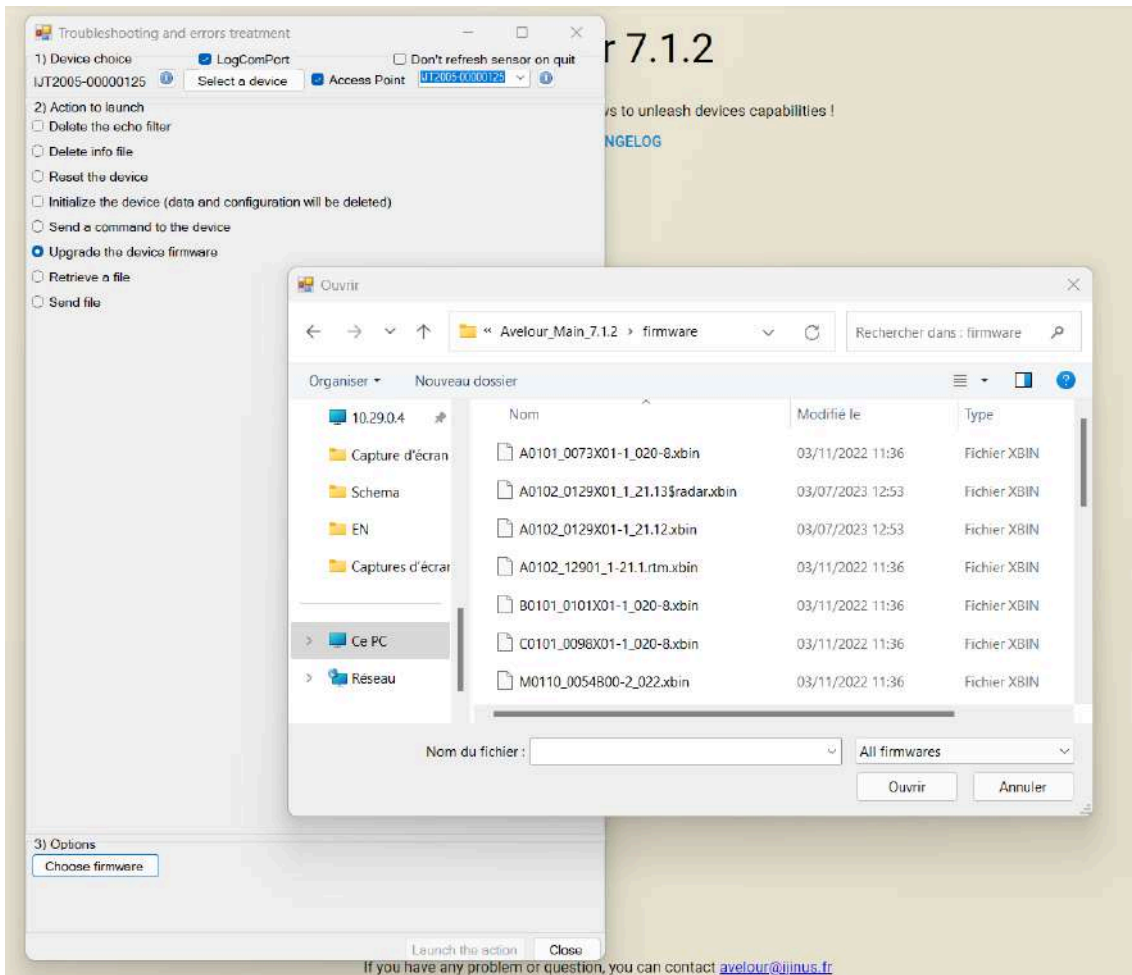 Troubleshooting and errors treatment
r 7.1.2
1) Device choice
LogComPort
Don't refresh sensor on quit
IJT2005-00000125
Select a device
Access Point
IJT2005-00000125
2) Action to launch
ys to unleash devices capabilities !
Delete the echo filter
NGELOG
Delete info file
Reset the device
Initialize the device (data and configuration will be deleted)
Send a command to the device
Upgrade the device firmware
Retrieve a file
Send file
Ouvrir
« Avelour_Main_7.1.2 › firmware
Rechercher dans : firmware
Organiser
Nouveau dossier
Nom
Modifié le
Type
10.29.0.4
Capture d'écran
Schema
EN
Captures d'écrar
Ce PC
Réseau
A0101_0073X01-1_020-8.xbin 03/11/2022 11:36 Fichier XBIN
A0102_0129X01_1_21.13$radar.xbin 03/07/2023 12:53 Fichier XBIN
A0102_0129X01-1_21.12.xbin 03/07/2023 12:53 Fichier XBIN
A0102_12901_1-21.1.rtm.xbin 03/11/2022 11:36 Fichier XBIN
B0101_0101X01-1_020-8.xbin 03/11/2022 11:36 Fichier XBIN
C0101_0098X01-1_020-8.xbin 03/11/2022 11:36 Fichier XBIN
M0110_0054B00-2_022.xbin 03/11/2022 11:36 Fichier XBIN
Nom du fichier :
All firmwares
Ouvrir
Annuler
3) Options
Choose firmware
Launch the action
Close
If you have any problem or question, you can contact avelour@ijinus.fr